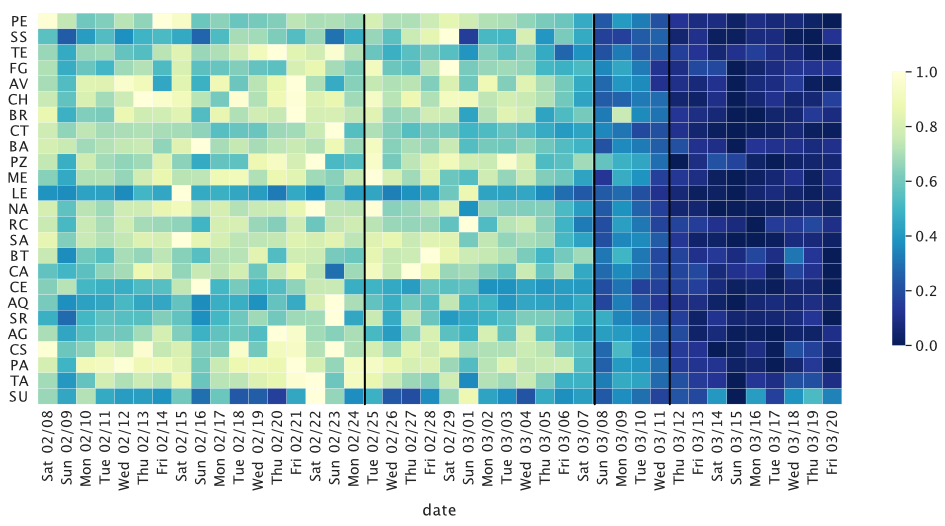 PE
SS
TE
FG
AV
CH
BR
CT
BA
PZ
ME
LE
NA
RC
SA
BT
CA
CE
AQ
SR
AG
CS
PA
TA
SU
Sat 02/08
Sun 02/09
Mon 02/10
Tue 02/11
Wed 02/12
Thu 02/13
Fri 02/14
Sat 02/15
Sun 02/16
Mon 02/17
Tue 02/18
Wed 02/19
Thu 02/20
Fri 02/21
Sat 02/22
Sun 02/23
Mon 02/24
Tue 02/25
Wed 02/26
Thu 02/27
Fri 02/28
Sat 02/29
Sun 03/01
Mon 03/02
Tue 03/03
Wed 03/04
Thu 03/05
Fri 03/06
Sat 03/07
Sun 03/08
Mon 03/09
Tue 03/10
Wed 03/11
Thu 03/12
Fri 03/13
Sat 03/14
Sun 03/15
Mon 03/16
Tue 03/17
Wed 03/18
Thu 03/19
Fri 03/20
date
1.0
0.8
0.6
0.4
0.2
0.0